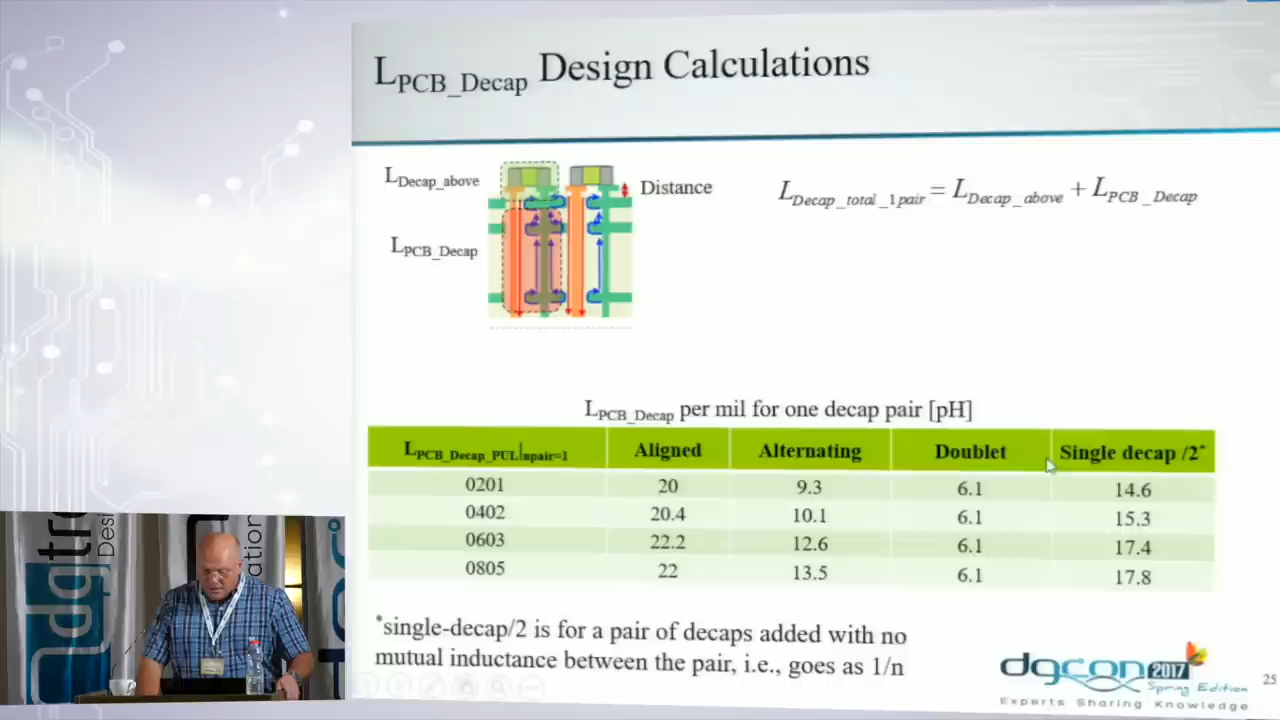 L_PCB_Decap Design Calculations
L_Decap_above
Distance
L_Decap_total_1pair = L_Decap_above + L_PCB_Decap
L_PCB_Decap
L_PCB_Decap per mil for one decap pair [pH]
L_PCB_Decap_PUL|npair=1 Aligned Alternating Doublet Single decap /2*
0201 20 9.3 6.1 14.6
0402 20.4 10.1 6.1 15.3
0603 22.2 12.6 6.1 17.4
0805 22 13.5 6.1 17.8
*single-decap/2 is for a pair of decaps added with no
mutual inductance between the pair, i.e., goes as 1/n
dgcon 2017
Spring Edition
Experts Sharing Knowledge
25